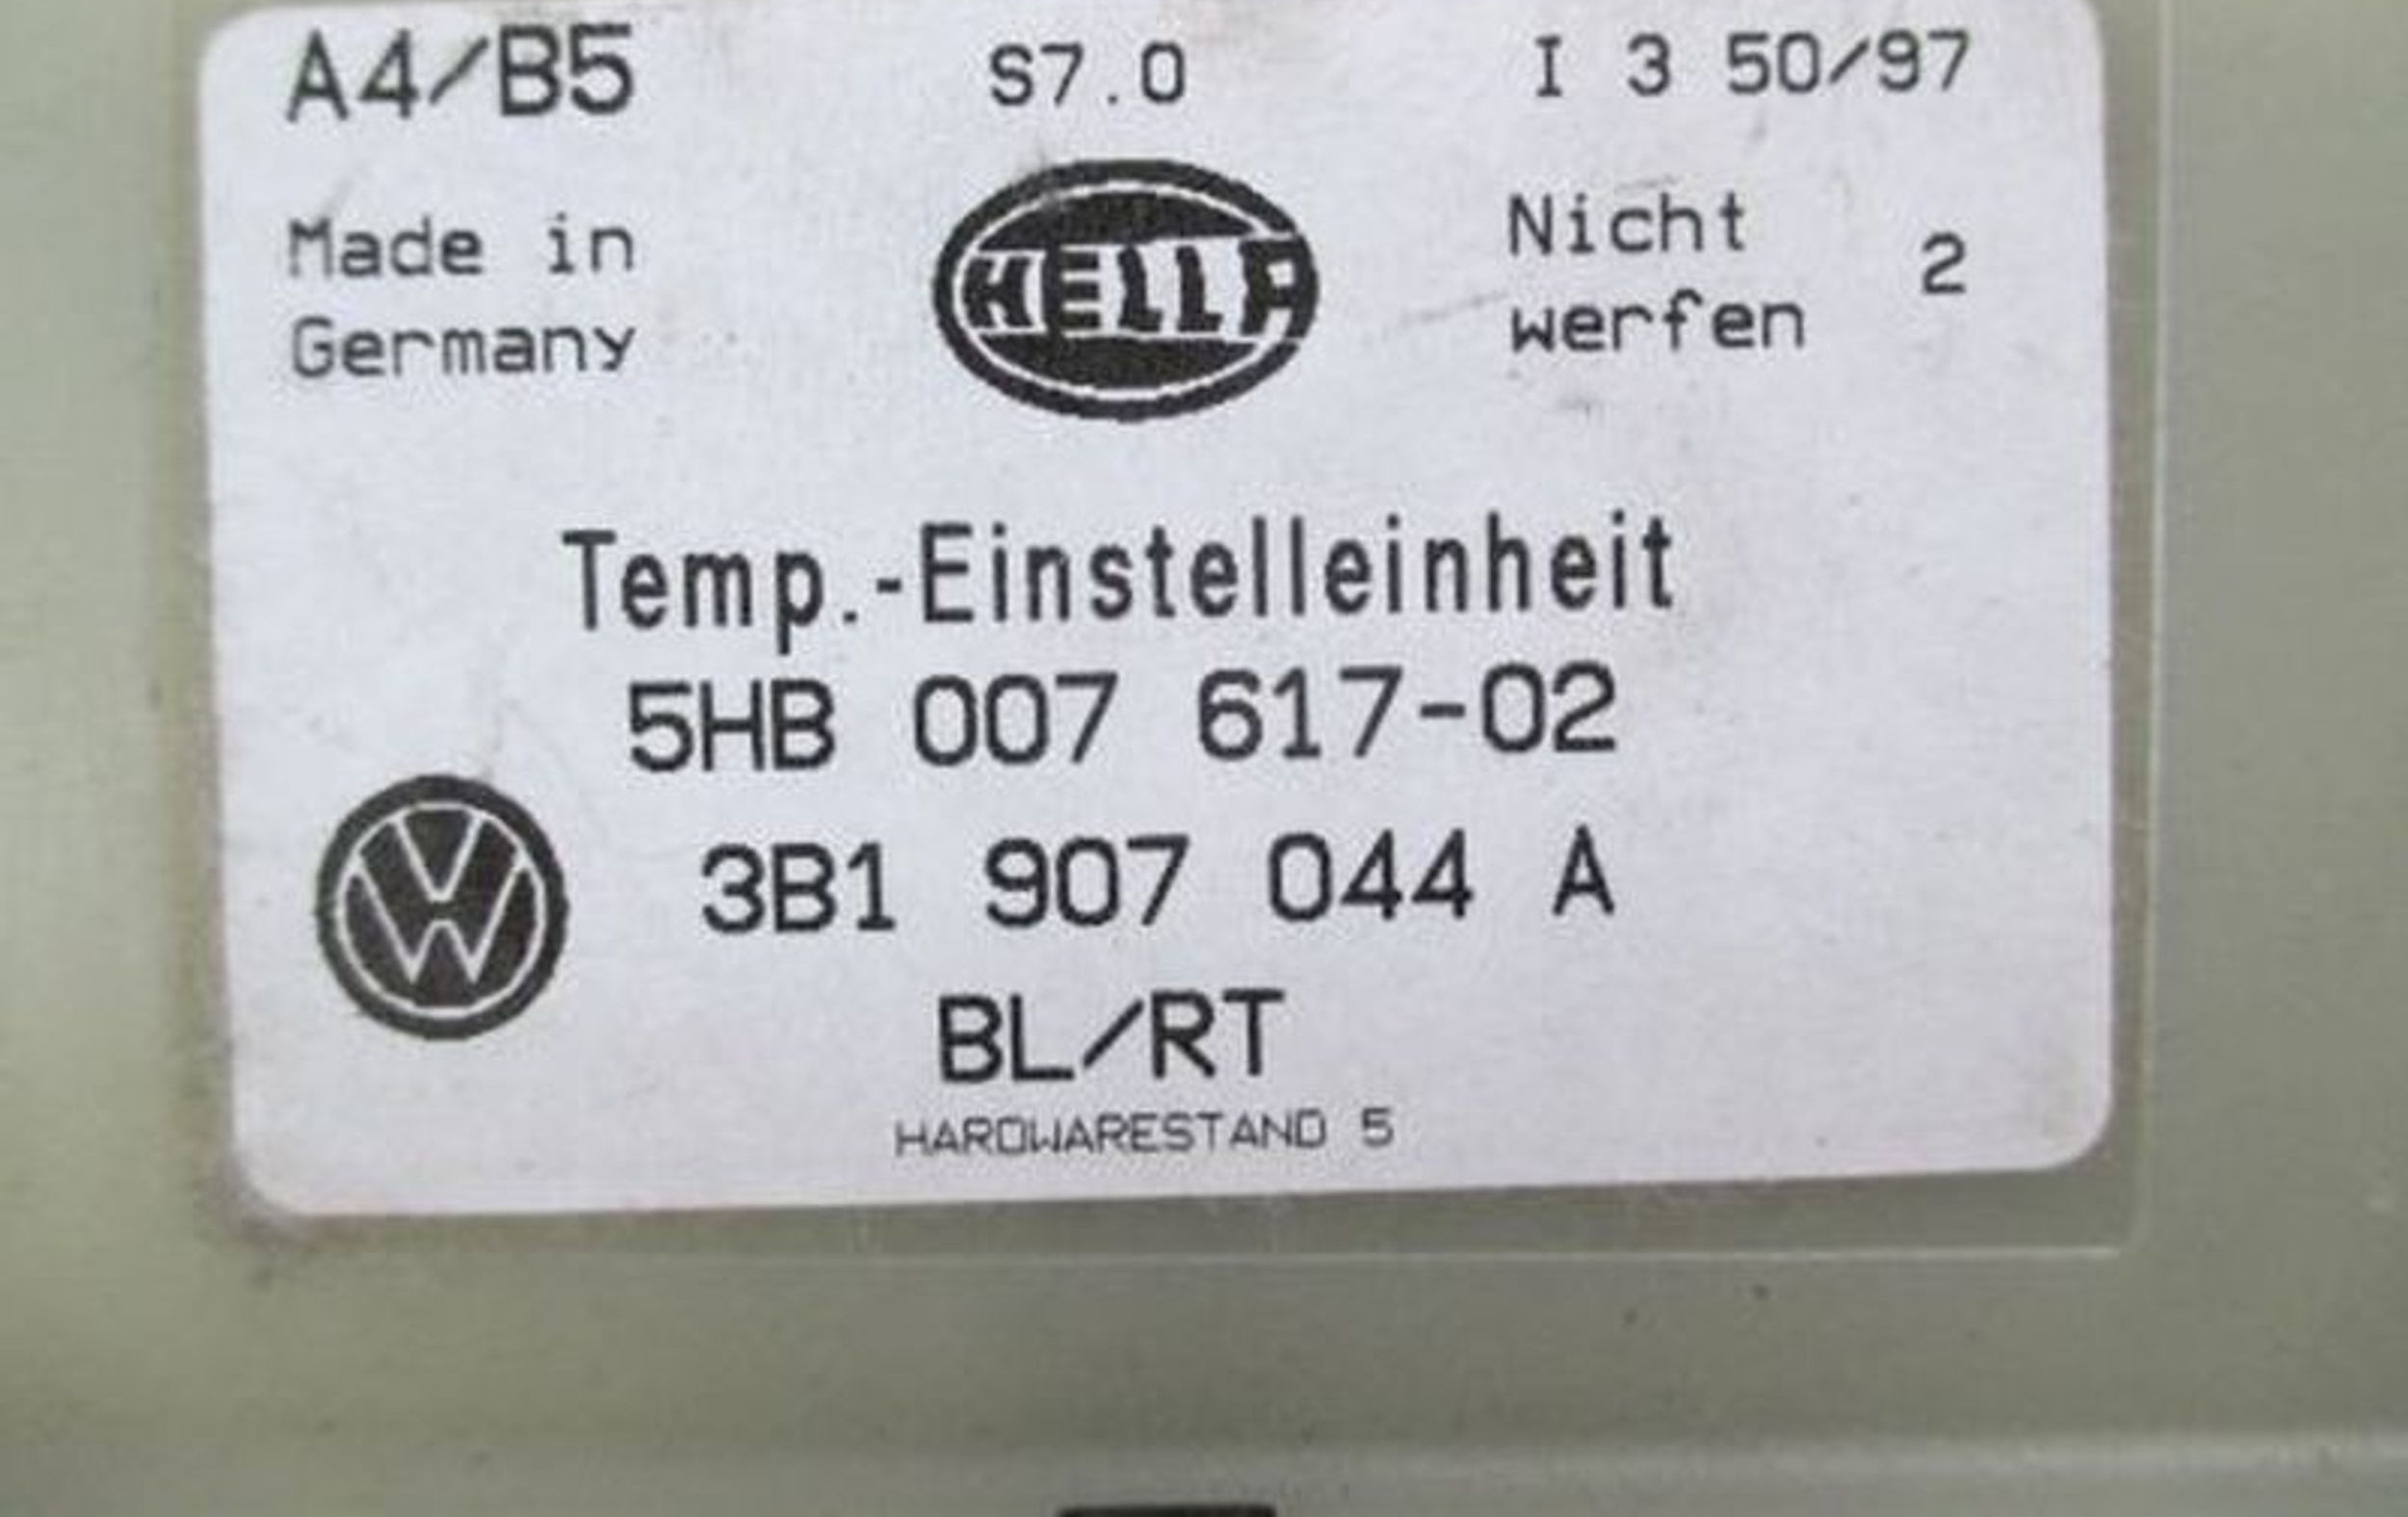 A4/B5 S7.0 I 3 50/97
Made in
Germany
HELLA
Nicht
werfen
2
Temp.-Einstelleinheit
5HB 007 617-02
VW
3B1 907 044 A
BL/RT
HARDWARESTAND 5